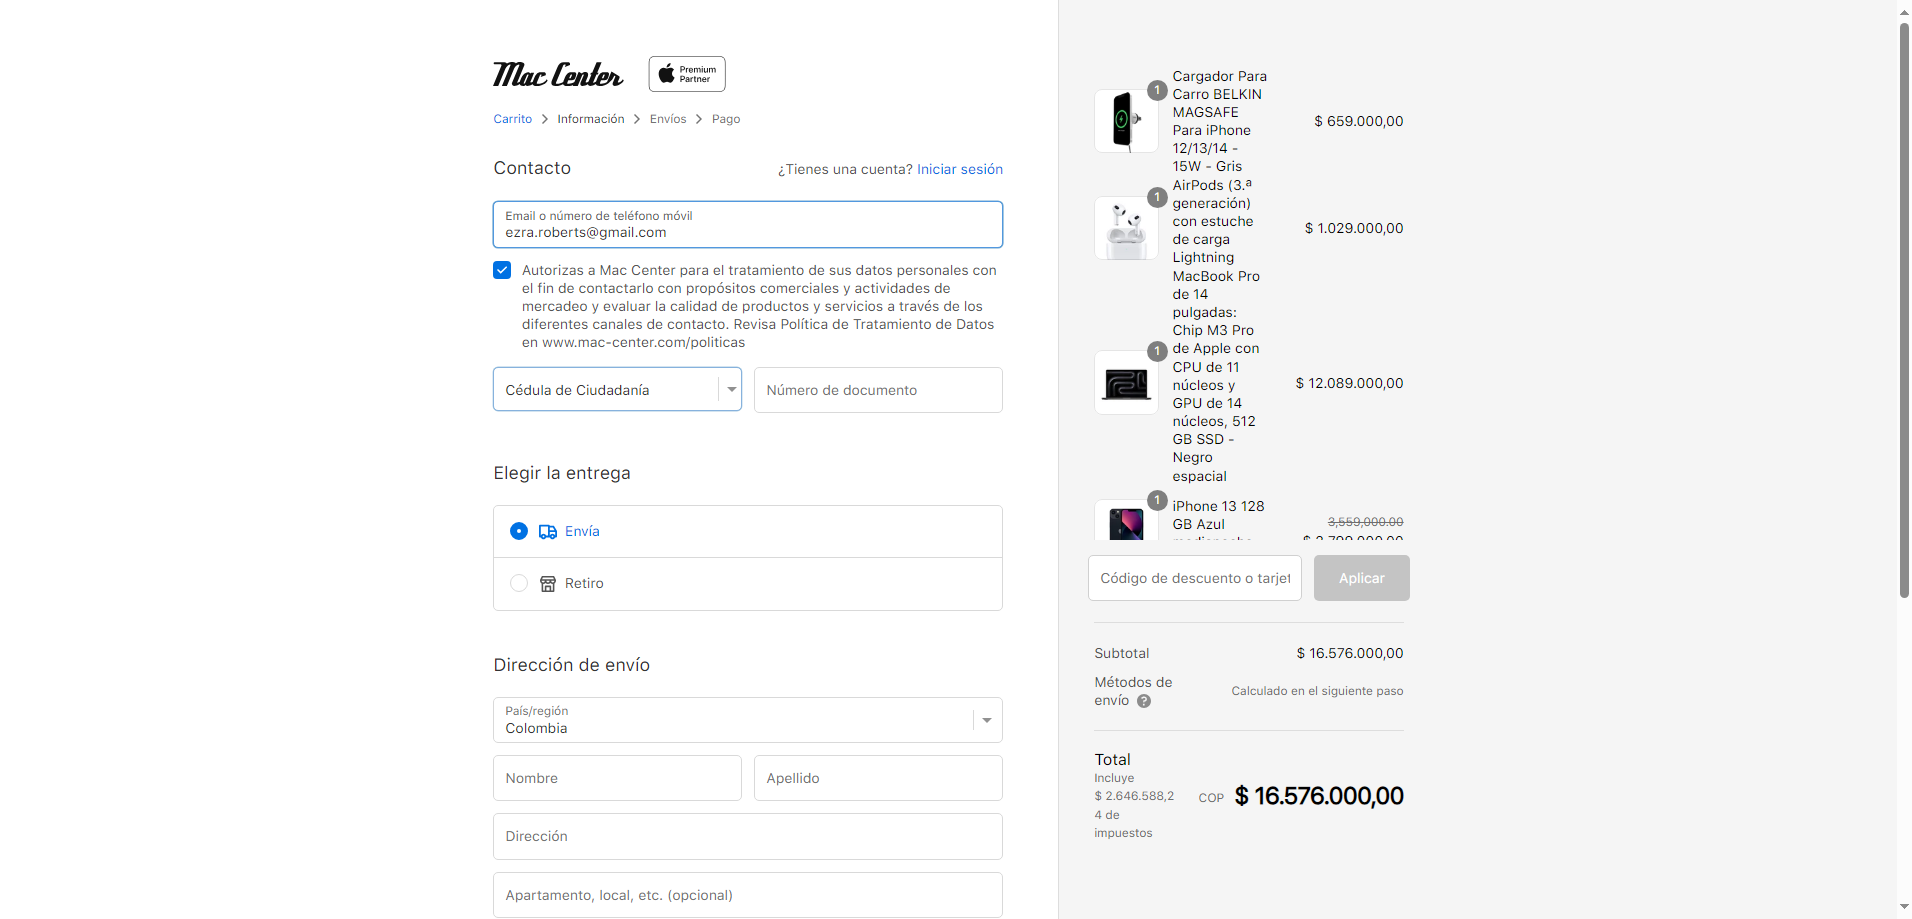 Mac Center
Premium
Partner
Carrito
Información
Envíos
Pago
Contacto
¿Tienes una cuenta? Iniciar sesión
Email o número de teléfono móvil
ezra.roberts@gmail.com
Autorizas a Mac Center para el tratamiento de sus datos personales con
el fin de contactarlo con propósitos comerciales y actividades de
mercadeo y evaluar la calidad de productos y servicios a través de los
diferentes canales de contacto. Revisa Política de Tratamiento de Datos
en www.mac-center.com/politicas
Cédula de Ciudadanía
Número de documento
Elegir la entrega
Envía
Retiro
Dirección de envío
País/región
Colombia
Nombre
Apellido
Dirección
Apartamento, local, etc. (opcional)
1
Cargador Para
Carro BELKIN
MAGSAFE
Para iPhone
12/13/14 -
15W - Gris
$ 659.000,00
1
AirPods (3.ª
generación)
con estuche
de carga
Lightning
$ 1.029.000,00
1
MacBook Pro
de 14
pulgadas:
Chip M3 Pro
de Apple con
CPU de 11
núcleos y
GPU de 14
núcleos, 512
GB SSD -
Negro
espacial
$ 12.089.000,00
1
iPhone 13 128
GB Azul
3,559,000.00
Código de descuento o tarjet
Aplicar
Subtotal
$ 16.576.000,00
Métodos de
envío ?
Calculado en el siguiente paso
Total
Incluye
$ 2.646.588,2
4 de
impuestos
COP $ 16.576.000,00